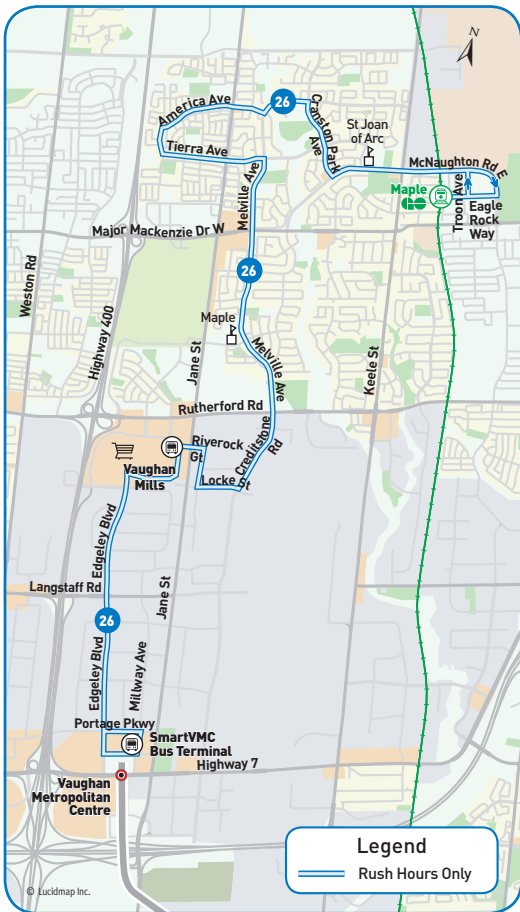 N
America Ave
26
Cranston Park
Ave
St Joan
of Arc
Tierra Ave
McNaughton Rd E
Maple
Troon Ave
Eagle
Rock
Way
Melville Ave
Major Mackenzie Dr W
Weston Rd
26
Highway 400
Jane St
Maple
Melville Ave
Keele St
Rutherford Rd
Riverock
Gt
Creditstone
Rd
Vaughan
Mills
Locke St
Edgeley Blvd
Langstaff Rd
Jane St
26
Edgeley Blvd
Millway Ave
Portage Pkwy
SmartVMC
Bus Terminal
Highway 7
Vaughan
Metropolitan
Centre
Legend
Rush Hours Only
© Lucidmap Inc.